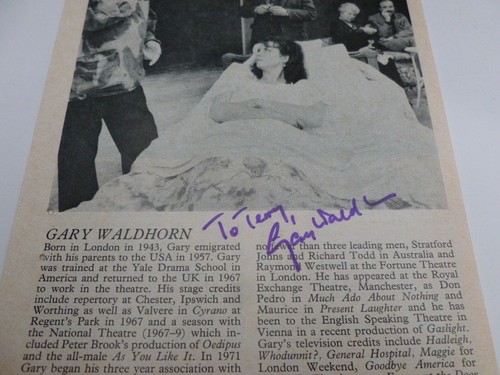 GARY WALDHORN
Born in London in 1943, Gary emigrated
with his parents to the USA in 1957. Gary
was trained at the Yale Drama School in
America and returned to the UK in 1967
to work in the theatre. His stage credits
include repertory at Chester, Ipswich and
Worthing as well as Valvere in Cyrano at
Regent's Park in 1967 and a season with
the National Theatre (1967–9) which in-
cluded Peter Brook's production of Oedipus
and the all-male As You Like It. In 1971
Gary began his three year association with
To Terry,
Gary Waldh
no fewer than three leading men, Stratford
Johns and Richard Todd in Australia and
Raymond Westwell at the Fortune Theatre
in London. He has appeared at the Royal
Exchange Theatre, Manchester, as Don
Pedro in Much Ado About Nothing and
Maurice in Present Laughter and he has
been to the English Speaking Theatre in
Vienna in a recent production of Gaslight.
Gary's television credits include Hadleigh,
Whodunnit?, General Hospital, Maggie for
London Weekend, Goodbye America for